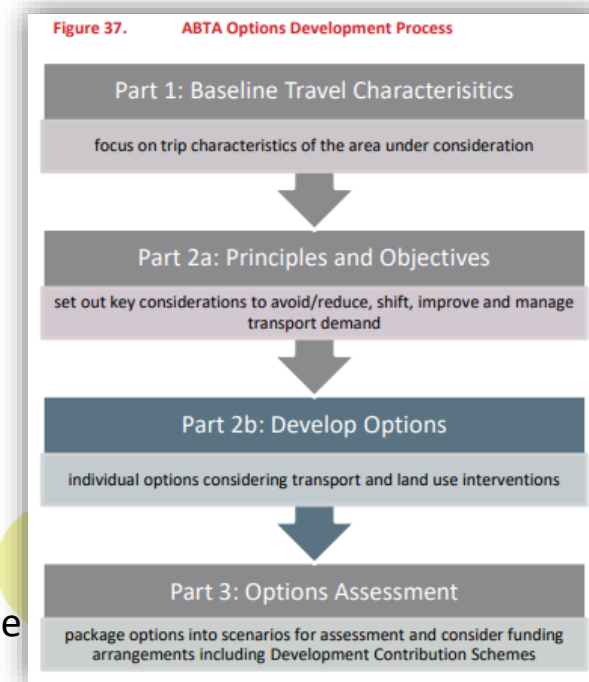 Figure 37. ABTA Options Development Process
Part 1: Baseline Travel Characterisitics
focus on trip characteristics of the area under consideration
Part 2a: Principles and Objectives
set out key considerations to avoid/reduce, shift, improve and manage
transport demand
Part 2b: Develop Options
individual options considering transport and land use interventions
Part 3: Options Assessment
e
package options into scenarios for assessment and consider funding
arrangements including Development Contribution Schemes